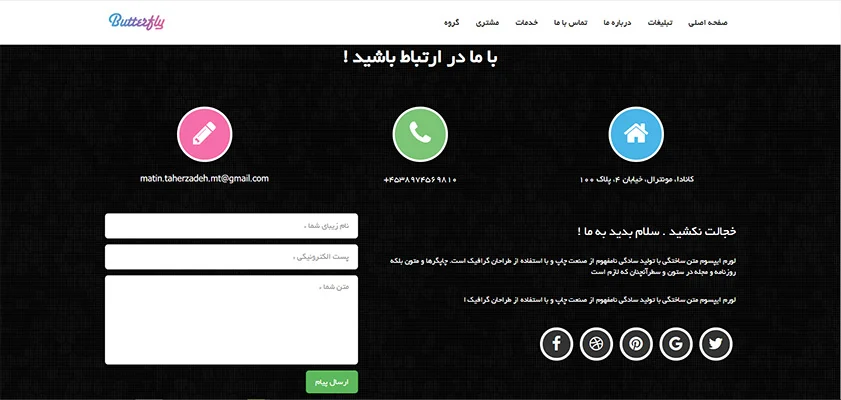 Butterfly
صفحه اصلی
تبلیغات
درباره ما
تماس با ما
خدمات
مشتری
گروه
با ما در ارتباط باشید !
کانادا، مونترال، خیابان ۴، پلاک ۱۰۰
+۴۵۳۸۹۷۴۵۶۹۸۱۰
matin.taherzadeh.mt@gmail.com
خجالت نکشید . سلام بدید به ما !
لورم ایپسوم متن ساختگی با تولید سادگی نامفهوم از صنعت چاپ و با استفاده از طراحان گرافیک است. چاپگرها و متون بلکه
روزنامه و مجله در ستون و سطرآنچنان که لازم است
لورم ایپسوم متن ساختگی با تولید سادگی نامفهوم از صنعت چاپ و با استفاده از طراحان گرافیک ا
نام زیبای شما *
پست الکترونیکی *
متن شما *
ارسال پیام